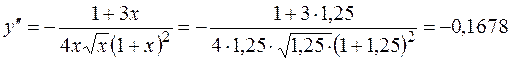 y″ = − (1 + 3x) / (4x√x(1 + x)²) = − (1 + 3·1,25) / (4·1,25·√1,25·(1 + 1,25)²) = −0,1678